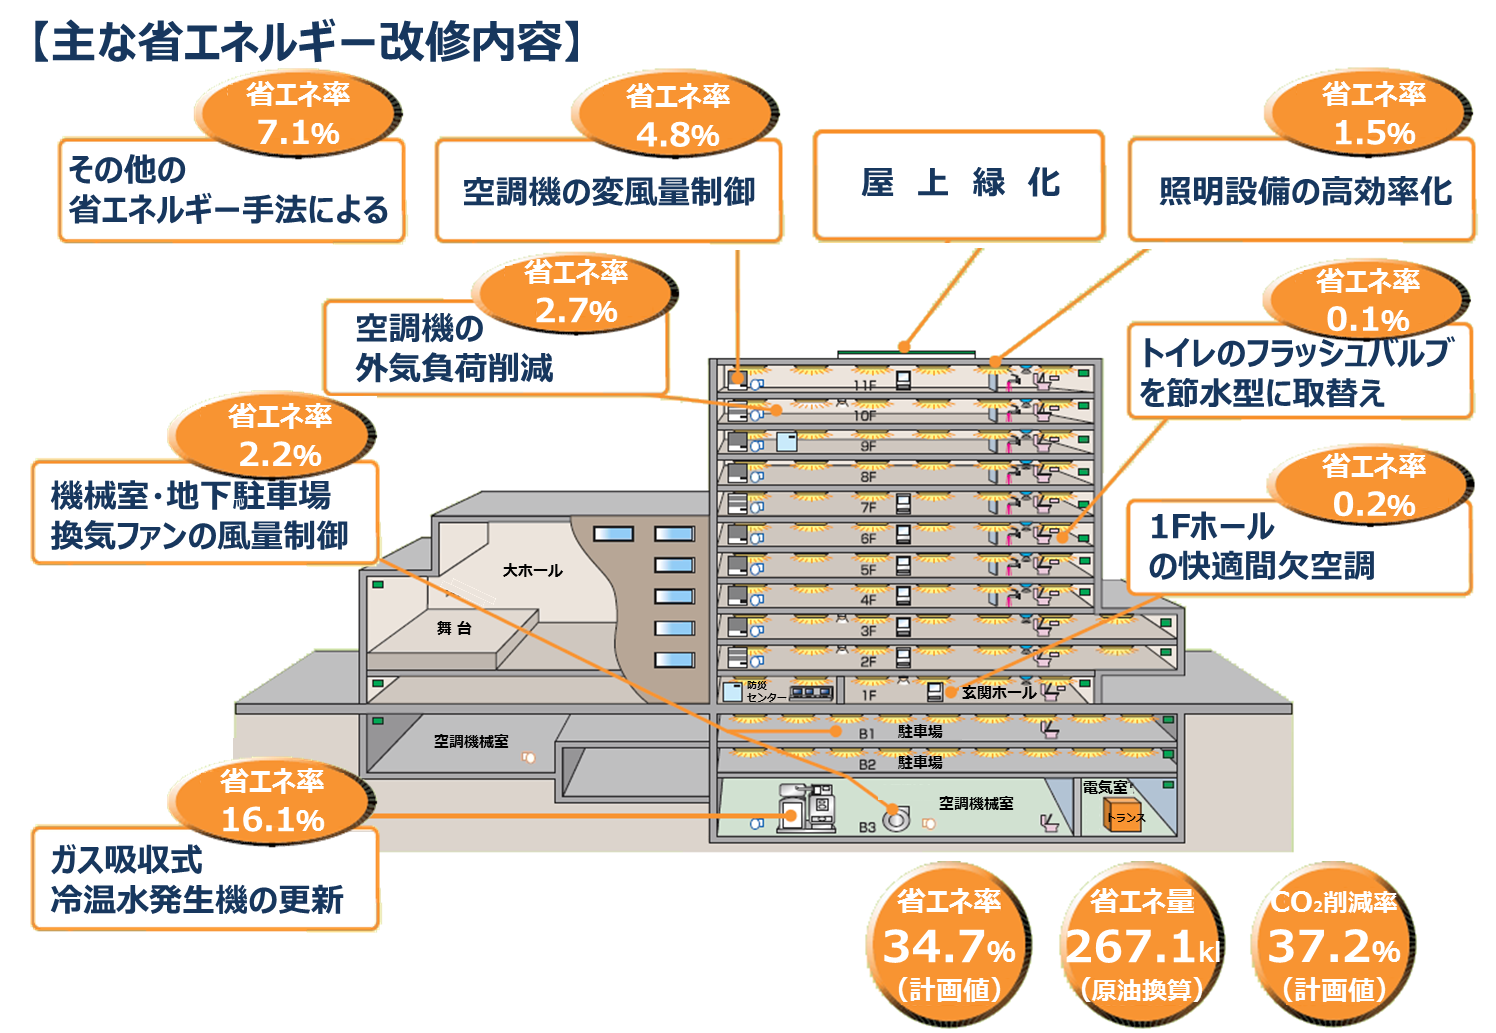 【主な省エネルギー改修内容】
省エネ率
7.1%
その他の
省エネルギー手法による
省エネ率
4.8%
空調機の変風量制御
屋上緑化
省エネ率
1.5%
照明設備の高効率化
省エネ率
2.7%
空調機の
外気負荷削減
省エネ率
0.1%
トイレのフラッシュバルブ
を節水型に取替え
省エネ率
2.2%
機械室・地下駐車場
換気ファンの風量制御
省エネ率
0.2%
1Fホール
の快適間欠空調
11F
10F
9F
8F
7F
6F
5F
4F
3F
2F
大ホール
舞台
防災
センター
1F
玄関ホール
B1
駐車場
B2
駐車場
空調機械室
空調機械室
B3
電気室
トランス
省エネ率
16.1%
ガス吸収式
冷温水発生機の更新
省エネ率
34.7%
（計画値）
省エネ量
267.1kl
（原油換算）
CO₂削減率
37.2%
（計画値）